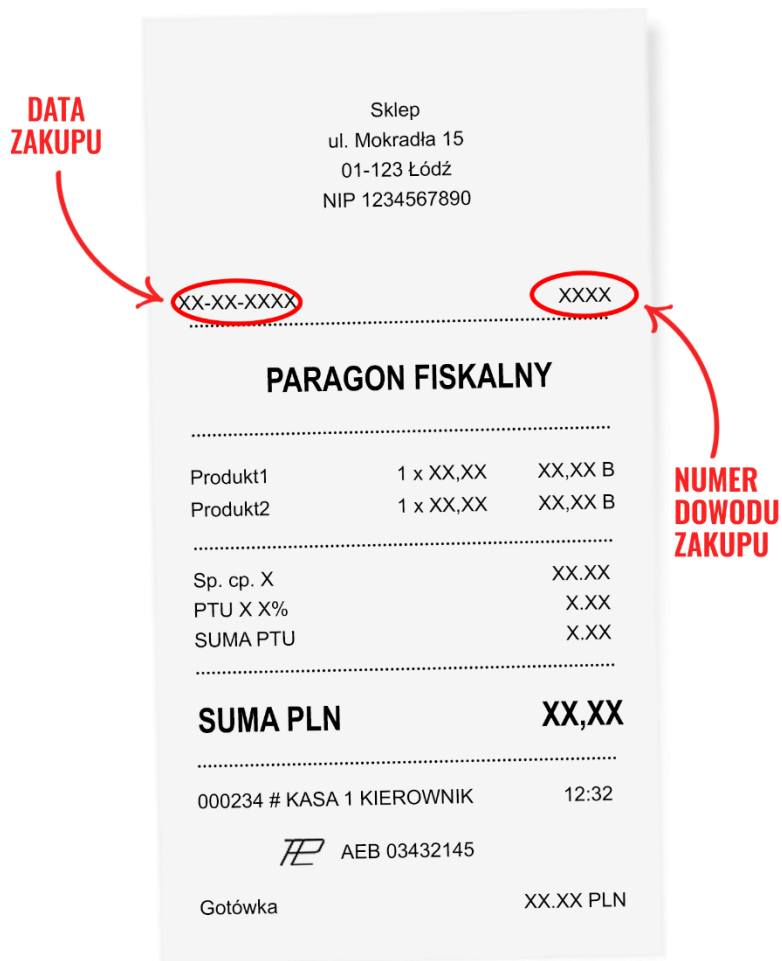 DATA
ZAKUPU
Sklep
ul. Mokradła 15
01-123 Łódź
NIP 1234567890
XX-XX-XXXX XXXX
PARAGON FISKALNY
Produkt1 1 x XX,XX XX,XX B
Produkt2 1 x XX,XX XX,XX B
NUMER
DOWODU
ZAKUPU
Sp. cp. X XX.XX
PTU X X% X.XX
SUMA PTU X.XX
SUMA PLN XX,XX
000234 # KASA 1 KIEROWNIK 12:32
AEB 03432145
Gotówka XX.XX PLN